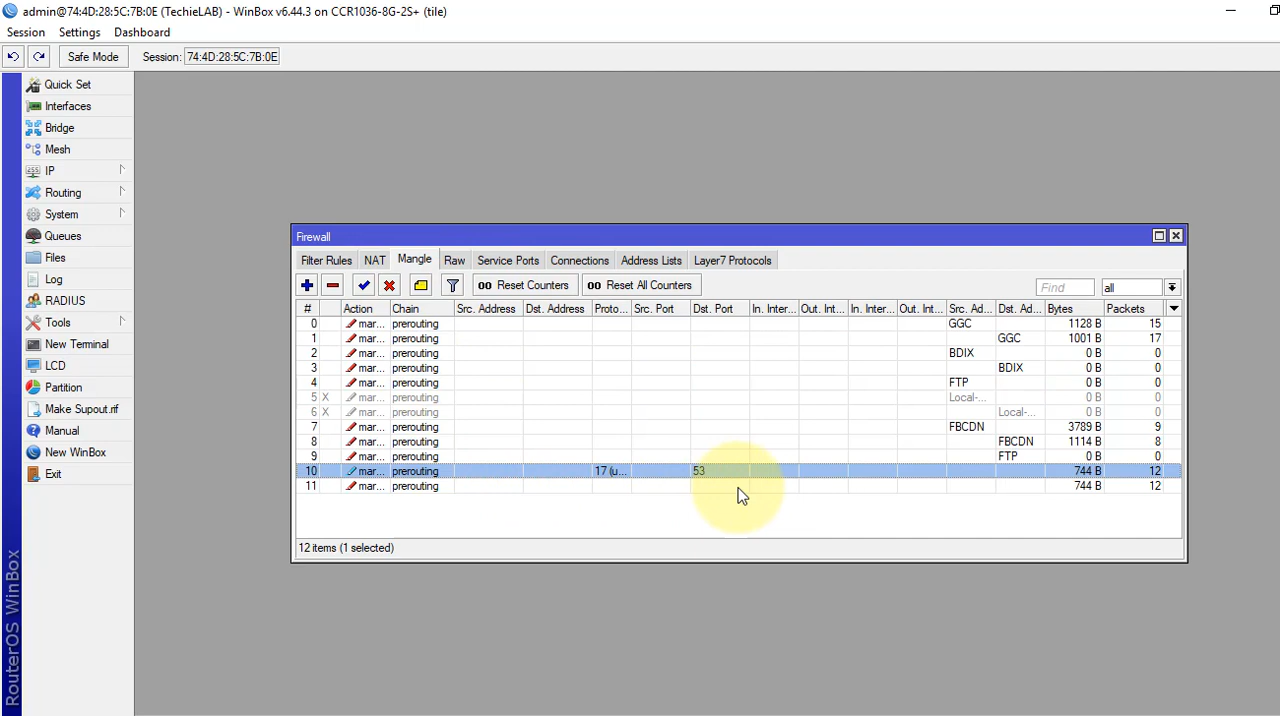 admin@74:4D:28:5C:7B:0E (TechieLAB) - WinBox v6.44.3 on CCR1036-8G-2S+ (tile)
Session Settings Dashboard
Safe Mode Session: 74:4D:28:5C:7B:0E
Quick Set
Interfaces
Bridge
Mesh
IP
Routing
System
Queues
Files
Log
RADIUS
Tools
New Terminal
LCD
Partition
Make Supout.rif
Manual
New WinBox
Exit
RouterOS WinBox
Firewall
Filter Rules NAT Mangle Raw Service Ports Connections Address Lists Layer7 Protocols
00 Reset Counters 00 Reset All Counters Find all
# Action Chain Src. Address Dst. Address Proto... Src. Port Dst. Port In. Inter... Out. Int... In. Inter... Out. Int... Src. Ad... Dst. Ad... Bytes Packets
0 mar... prerouting GGC 1128 B 15
1 mar... prerouting GGC 1001 B 17
2 mar... prerouting BDIX 0 B 0
3 mar... prerouting BDIX 0 B 0
4 mar... prerouting FTP 0 B 0
5 X mar... prerouting Local-... 0 B 0
6 X mar... prerouting Local-... 0 B 0
7 mar... prerouting FBCDN 3789 B 9
8 mar... prerouting FBCDN 1114 B 8
9 mar... prerouting FTP 0 B 0
10 mar... prerouting 17 (u... 53 744 B 12
11 mar... prerouting 744 B 12
12 items (1 selected)